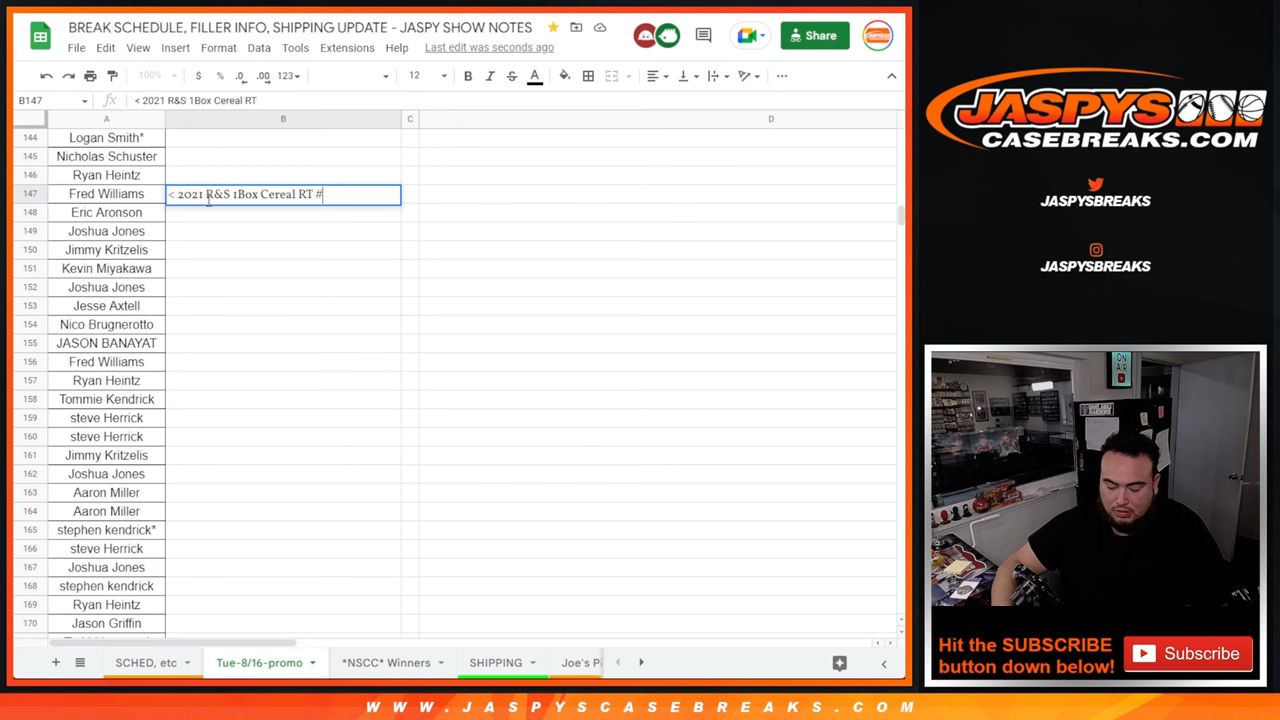 BREAK SCHEDULE, FILLER INFO, SHIPPING UPDATE - JASPY SHOW NOTES
File Edit View Insert Format Data Tools Extensions Help Last edit was seconds ago
Share
100% $ % .0 .00 123 12 B I S A
B147 fx < 2021 R&S 1Box Cereal RT
A B C D
144 Logan Smith*
145 Nicholas Schuster
146 Ryan Heintz
147 Fred Williams < 2021 R&S 1Box Cereal RT #
148 Eric Aronson
149 Joshua Jones
150 Jimmy Kritzelis
151 Kevin Miyakawa
152 Joshua Jones
153 Jesse Axtell
154 Nico Brugnerotto
155 JASON BANAYAT
156 Fred Williams
157 Ryan Heintz
158 Tommie Kendrick
159 steve Herrick
160 steve Herrick
161 Jimmy Kritzelis
162 Joshua Jones
163 Aaron Miller
164 Aaron Miller
165 stephen kendrick*
166 steve Herrick
167 Joshua Jones
168 stephen kendrick
169 Ryan Heintz
170 Jason Griffin
SCHED, etc Tue-8/16-promo *NSCC* Winners SHIPPING Joe's P
JASPYS
CASEBREAKS.COM
JASPYSBREAKS
JASPYSBREAKS
ON
AIR
Hit the SUBSCRIBE
button down below!
Subscribe
WWW.JASPYSCASEBREAKS.COM